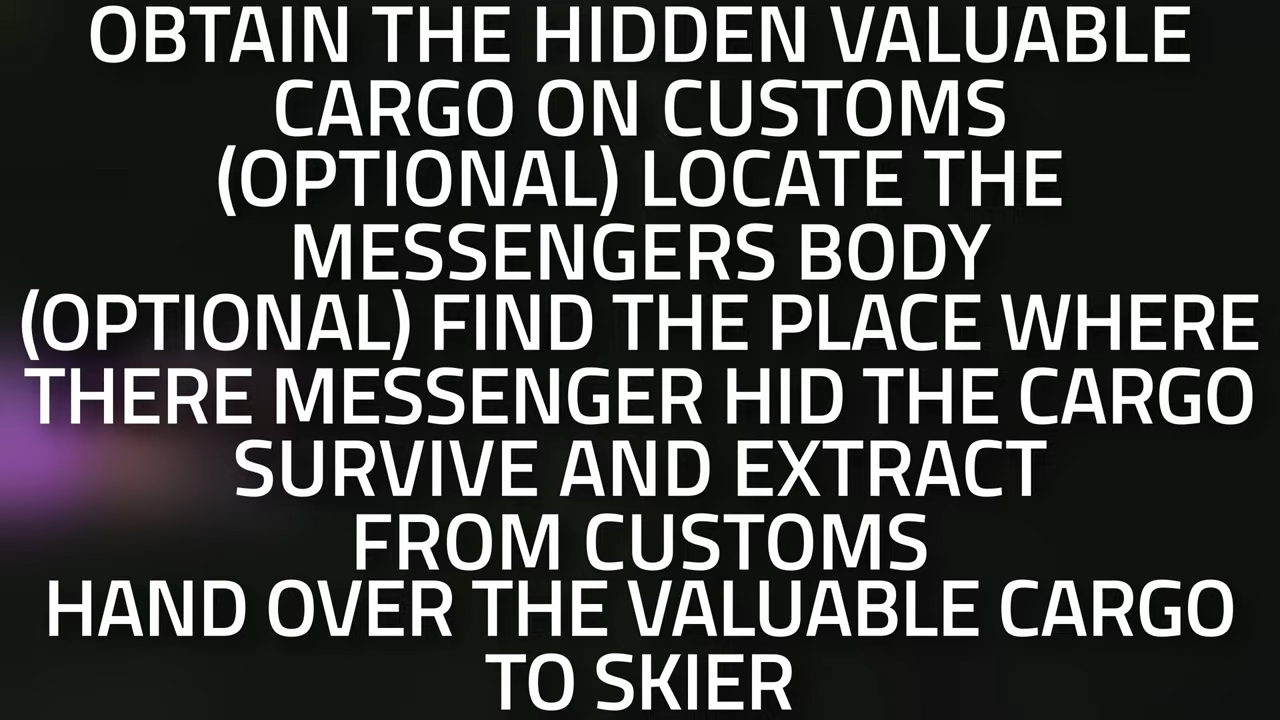 OBTAIN THE HIDDEN VALUABLE
CARGO ON CUSTOMS
(OPTIONAL) LOCATE THE
MESSENGERS BODY
(OPTIONAL) FIND THE PLACE WHERE
THERE MESSENGER HID THE CARGO
SURVIVE AND EXTRACT
FROM CUSTOMS
HAND OVER THE VALUABLE CARGO
TO SKIER